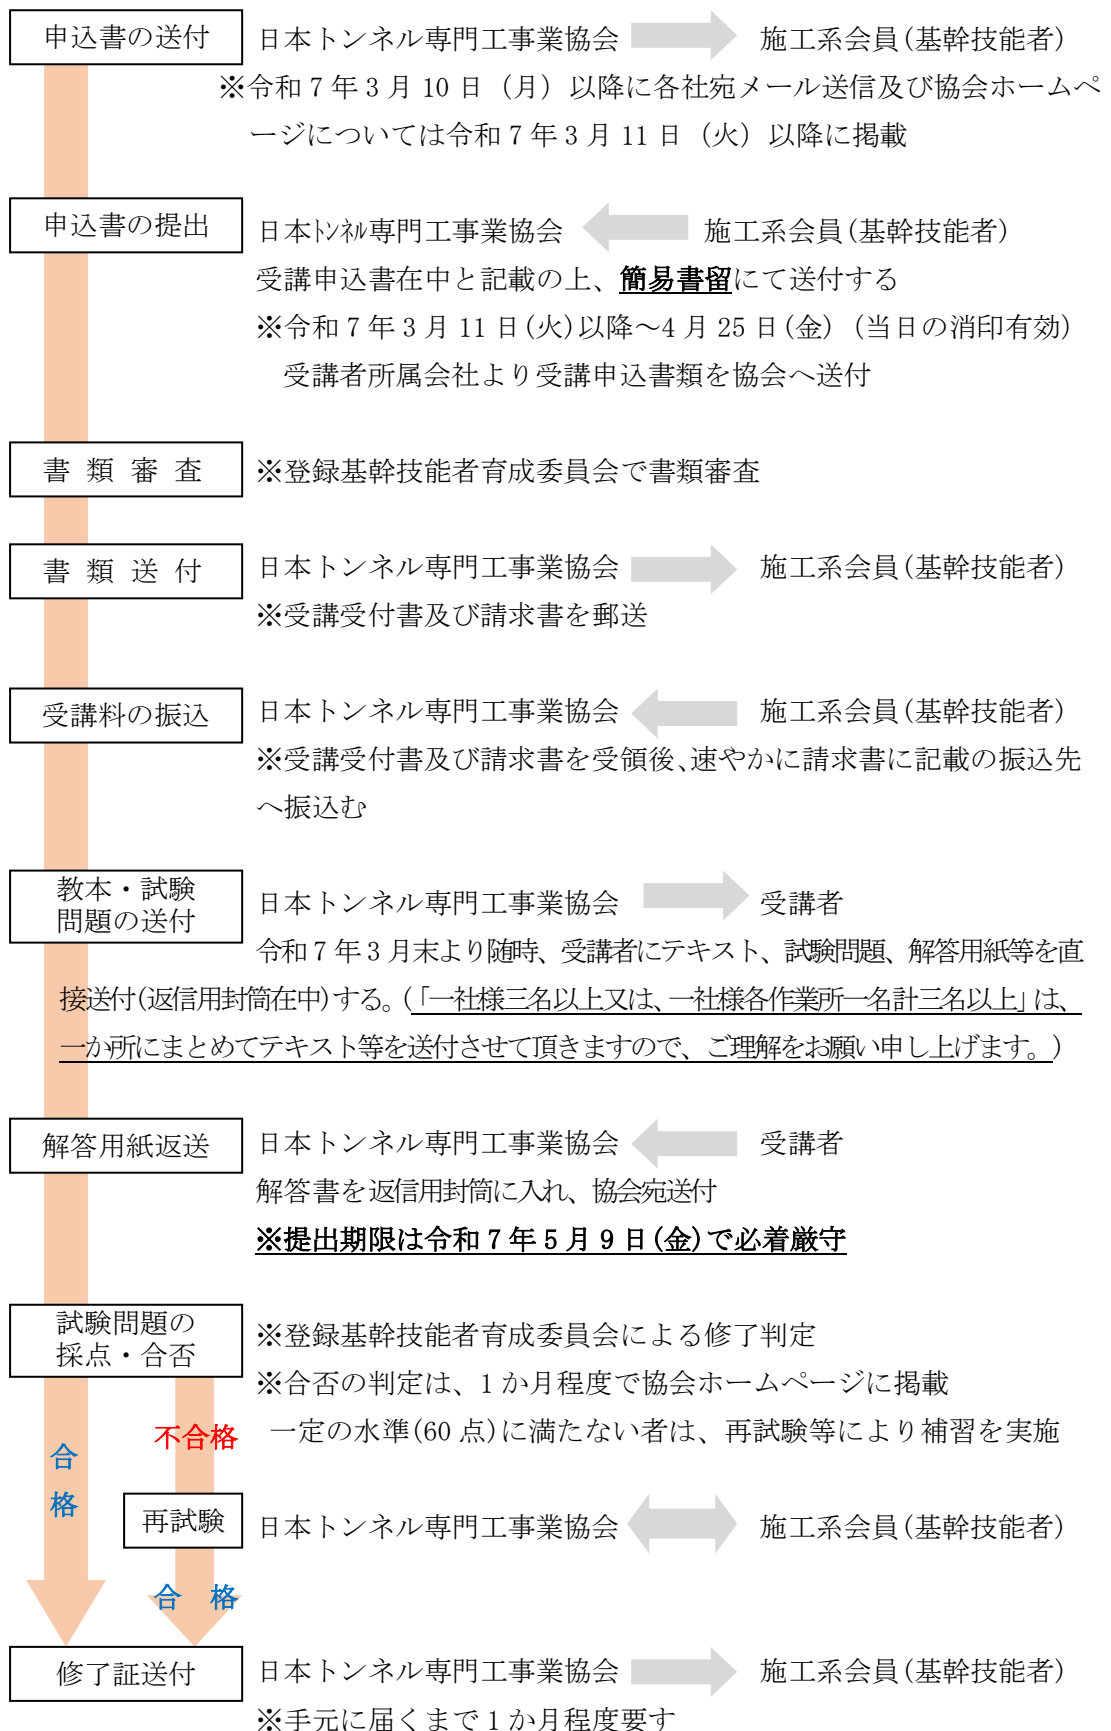 申込書の送付 日本トンネル専門工事業協会 施工系会員(基幹技能者)
※令和7年3月10日（月）以降に各社宛メール送信及び協会ホームペ
ージについては令和7年3月11日（火）以降に掲載
申込書の提出 日本ﾄﾝﾈﾙ専門工事業協会 施工系会員(基幹技能者)
受講申込書在中と記載の上、簡易書留にて送付する
※令和7年3月11日(火)以降～4月25日(金)（当日の消印有効）
受講者所属会社より受講申込書類を協会へ送付
書 類 審 査 ※登録基幹技能者育成委員会で書類審査
書 類 送 付 日本トンネル専門工事業協会 施工系会員(基幹技能者)
※受講受付書及び請求書を郵送
受講料の振込 日本トンネル専門工事業協会 施工系会員(基幹技能者)
※受講受付書及び請求書を受領後、速やかに請求書に記載の振込先
へ振込む
教本・試験
問題の送付 日本トンネル専門工事業協会 受講者
令和7年3月末より随時、受講者にテキスト、試験問題、解答用紙等を直
接送付(返信用封筒在中)する。(「一社様三名以上又は、一社様各作業所一名計三名以上」は、
一か所にまとめてテキスト等を送付させて頂きますので、ご理解をお願い申し上げます。)
解答用紙返送 日本トンネル専門工事業協会 受講者
解答書を返信用封筒に入れ、協会宛送付
※提出期限は令和7年5月9日(金)で必着厳守
試験問題の
採点・合否 ※登録基幹技能者育成委員会による修了判定
※合否の判定は、1か月程度で協会ホームページに掲載
一定の水準(60点)に満たない者は、再試験等により補習を実施
不合格
合格
再試験 日本トンネル専門工事業協会 施工系会員(基幹技能者)
合 格
修了証送付 日本トンネル専門工事業協会 施工系会員(基幹技能者)
※手元に届くまで1か月程度要す